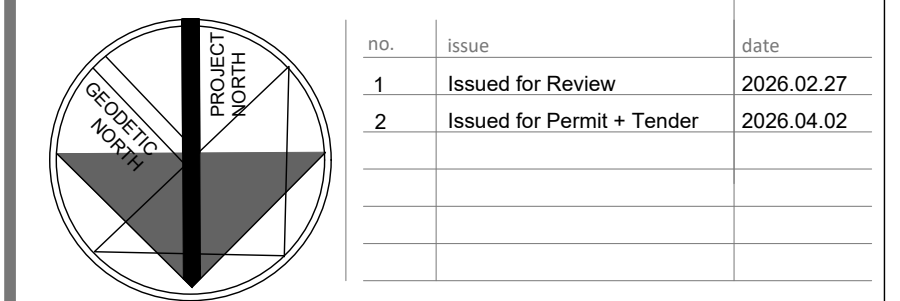 PROJECT
NORTH
GEODETIC
NORTH
no. issue date
1 Issued for Review 2026.02.27
2 Issued for Permit + Tender 2026.04.02